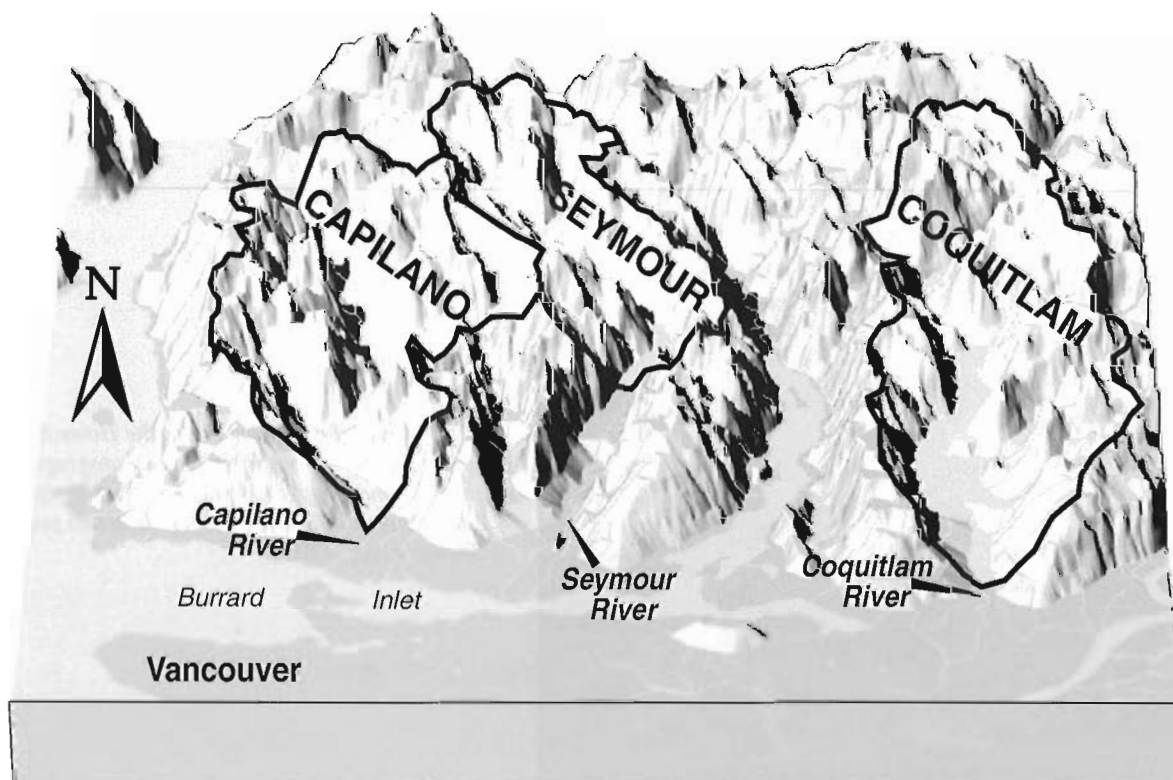 CAPILANO
SEYMOUR
COQUITLAM
N
Capilano
River
Seymour
River
Coquitlam
River
Burrard Inlet
Vancouver